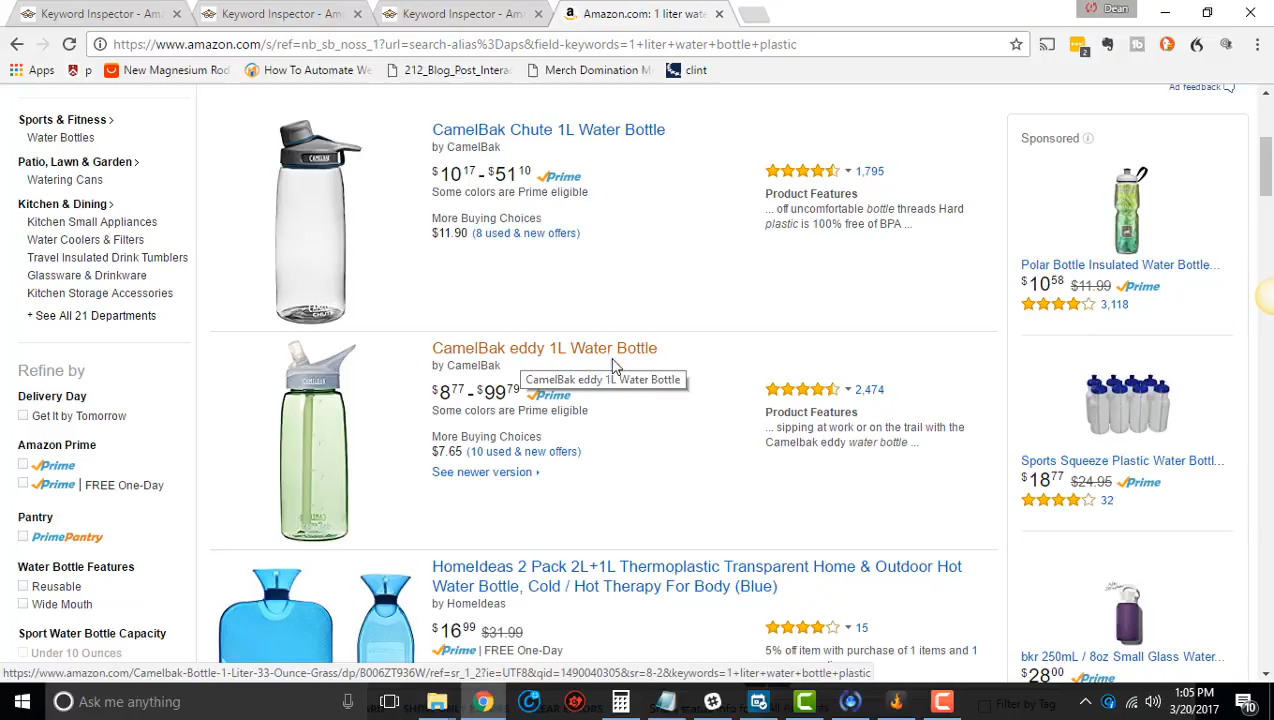 Keyword Inspector - Ama
Keyword Inspector - Ama
Keyword Inspector - Ama
Amazon.com: 1 liter wate
Dean
https://www.amazon.com/s/ref=nb_sb_noss_1?url=search-alias%3Daps&field-keywords=1+liter+water+bottle+plastic
Apps
p
New Magnesium Rod
How To Automate We
212_Blog_Post_Interac
Merch Domination M
clint
Ad feedback
Sports & Fitness
Water Bottles
Patio, Lawn & Garden
Watering Cans
Kitchen & Dining
Kitchen Small Appliances
Water Coolers & Filters
Travel Insulated Drink Tumblers
Glassware & Drinkware
Kitchen Storage Accessories
+ See All 21 Departments
Refine by
Delivery Day
Get It by Tomorrow
Amazon Prime
Prime
Prime | FREE One-Day
Pantry
PrimePantry
Water Bottle Features
Reusable
Wide Mouth
Sport Water Bottle Capacity
Under 10 Ounces
CAMELBAK
CHUTE
CamelBak Chute 1L Water Bottle
by CamelBak
$10 17 - $51 10 Prime
Some colors are Prime eligible
More Buying Choices
$11.90 (8 used & new offers)
1,795
Product Features
... off uncomfortable bottle threads Hard
plastic is 100% free of BPA ...
CAMELBAK
CamelBak eddy 1L Water Bottle
by CamelBak
CamelBak eddy 1L Water Bottle
$8 77 - $99 79 Prime
Some colors are Prime eligible
More Buying Choices
$7.65 (10 used & new offers)
See newer version
2,474
Product Features
... sipping at work or on the trail with the
Camelbak eddy water bottle ...
HomeIdeas 2 Pack 2L+1L Thermoplastic Transparent Home & Outdoor Hot
Water Bottle, Cold / Hot Therapy For Body (Blue)
by HomeIdeas
$16 99 $31.99
Prime | FREE One-Day
15
5% off item with purchase of 1 items and 1
Sponsored
Polar Bottle Insulated Water Bottle...
$10 58 $11.99 Prime
3,118
Sports Squeeze Plastic Water Bottl...
$18 77 $24.95 Prime
32
bkr 250mL / 8oz Small Glass Water...
$28 00 Prime
https://www.amazon.com/Camelbak-Bottle-1-Liter-33-Ounce-Grass/dp/B006ZT936W/ref=sr_1_2?ie=UTF8&qid=1490040305&sr=8-2&keywords=1+liter+water+bottle+plastic
Ask me anything
Filter by Tag
1:05 PM
3/20/2017
10
2